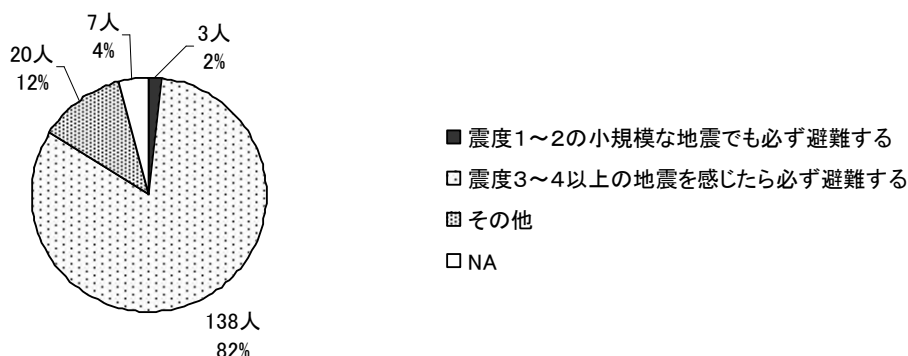 7人
4%
3人
2%
20人
12%
138人
82%
震度1～2の小規模な地震でも必ず避難する
震度3～4以上の地震を感じたら必ず避難する
その他
NA